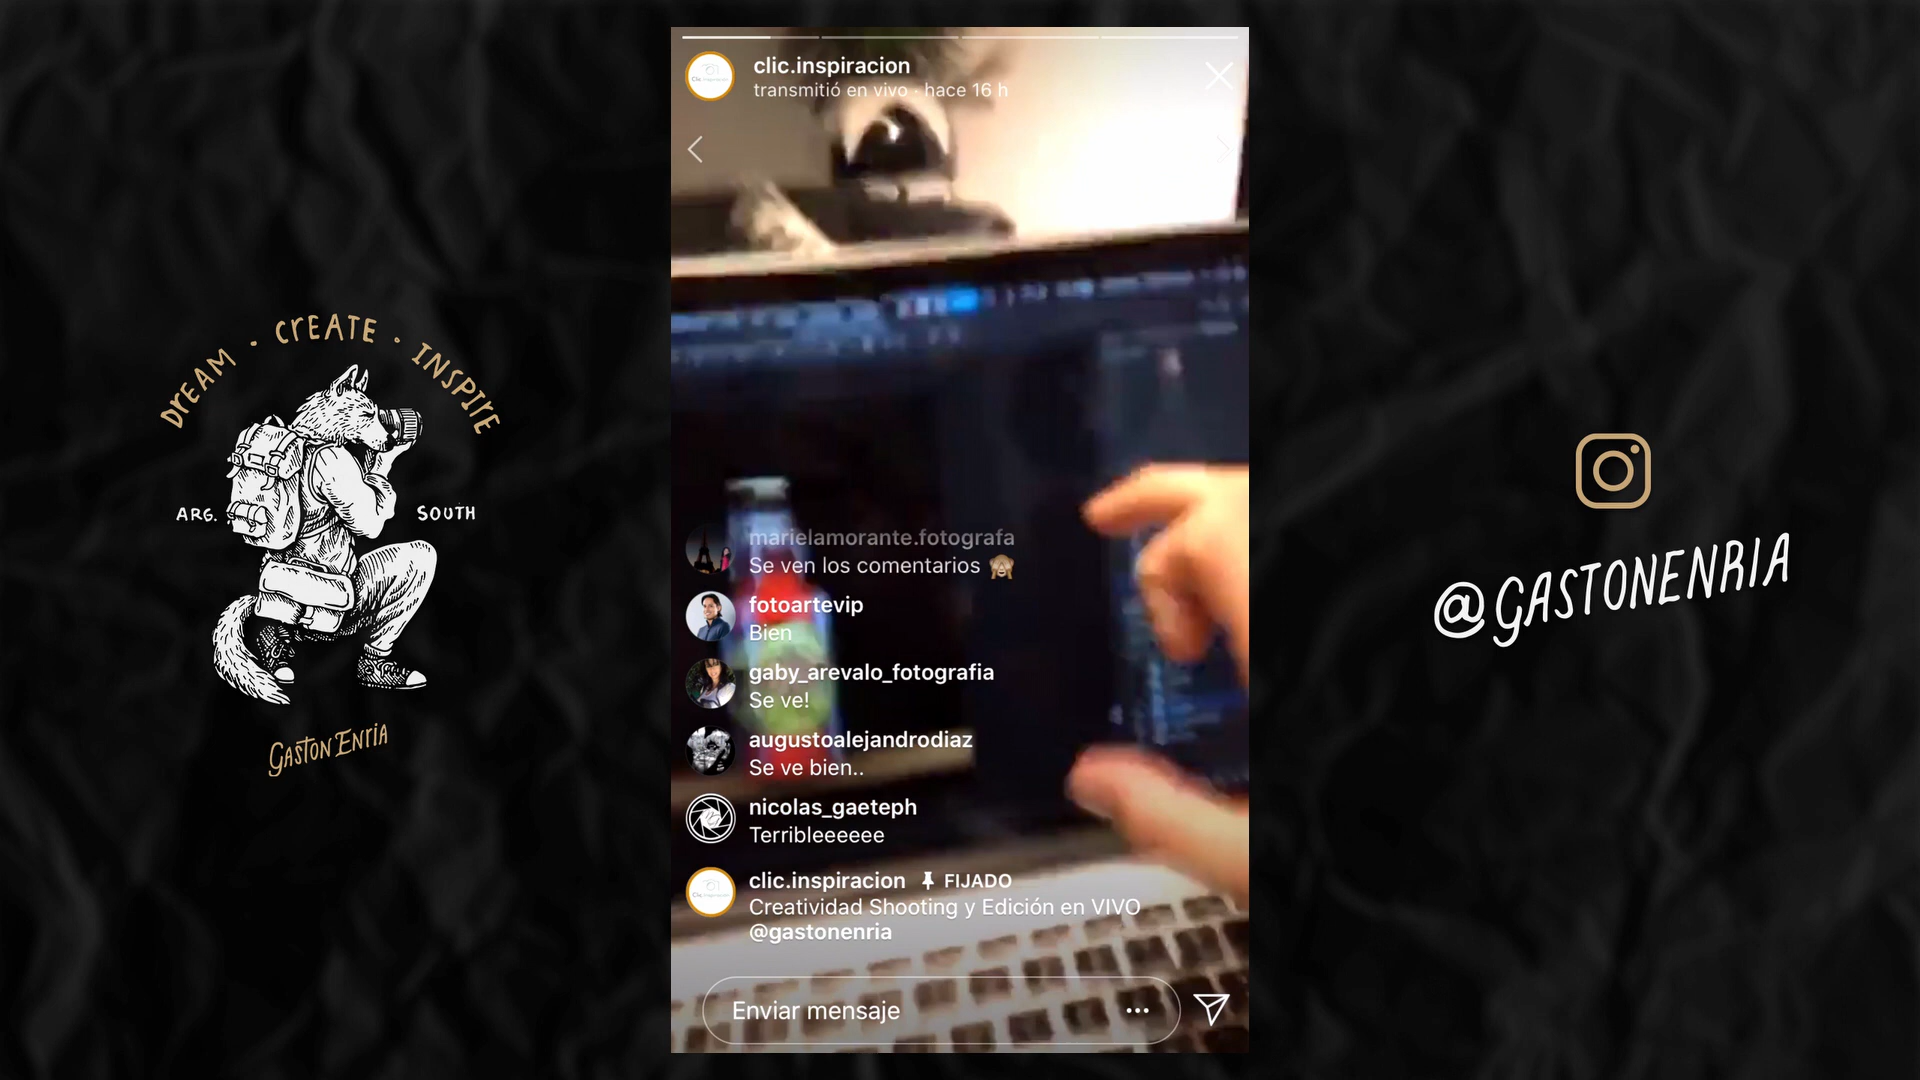 DREAM · CREATE · INSPIRE
ARG. SOUTH
GASTON ENRIA
clic.inspiracion
transmitió en vivo · hace 16 h
marielamorante.fotografa
Se ven los comentarios 🙈
fotoartevip
Bien
gaby_arevalo_fotografia
Se ve!
augustoalejandrodiaz
Se ve bien..
nicolas_gaeteph
Terribleeeeee
clic.inspiracion 📌 FIJADO
Creatividad Shooting y Edición en VIVO
@gastonenria
Enviar mensaje
@GASTONENRIA